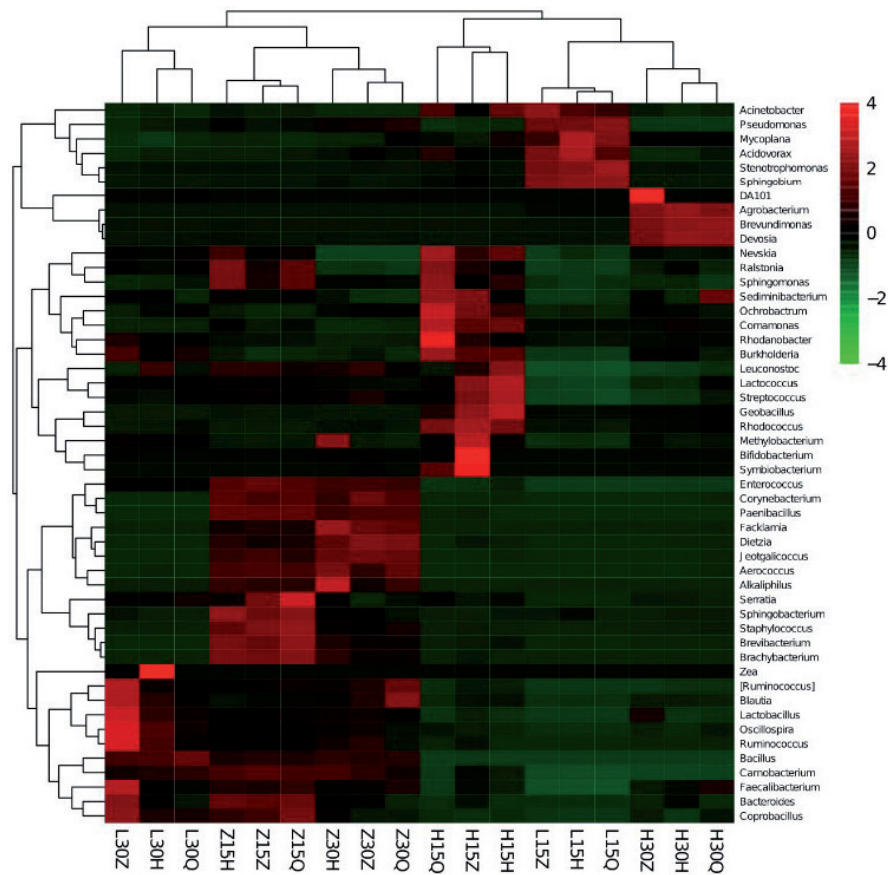 Acinetobacter
Pseudomonas
Mycoplana
Acidovorax
Stenotrophomonas
Sphingobium
DA101
Agrobacterium
Brevundimonas
Devosia
Nevskia
Ralstonia
Sphingomonas
Sediminibacterium
Ochrobactrum
Comamonas
Rhodanobacter
Burkholderia
Leuconostoc
Lactococcus
Streptococcus
Geobacillus
Rhodococcus
Methylobacterium
Bifidobacterium
Symbiobacterium
Enterococcus
Corynebacterium
Paenibacillus
Facklamia
Dietzia
Jeotgalicoccus
Aerococcus
Alkaliphilus
Serratia
Sphingobacterium
Staphylococcus
Brevibacterium
Brachybacterium
Zea
[Ruminococcus]
Blautia
Lactobacillus
Oscillospira
Ruminococcus
Bacillus
Carnobacterium
Faecalibacterium
Bacteroides
Coprobacillus
4
2
0
−2
−4
L30Z
L30H
L30Q
Z15H
Z15Z
Z15Q
Z30H
Z30Z
Z30Q
H15Q
H15Z
H15H
L15Z
L15H
L15Q
H30Z
H30H
H30Q